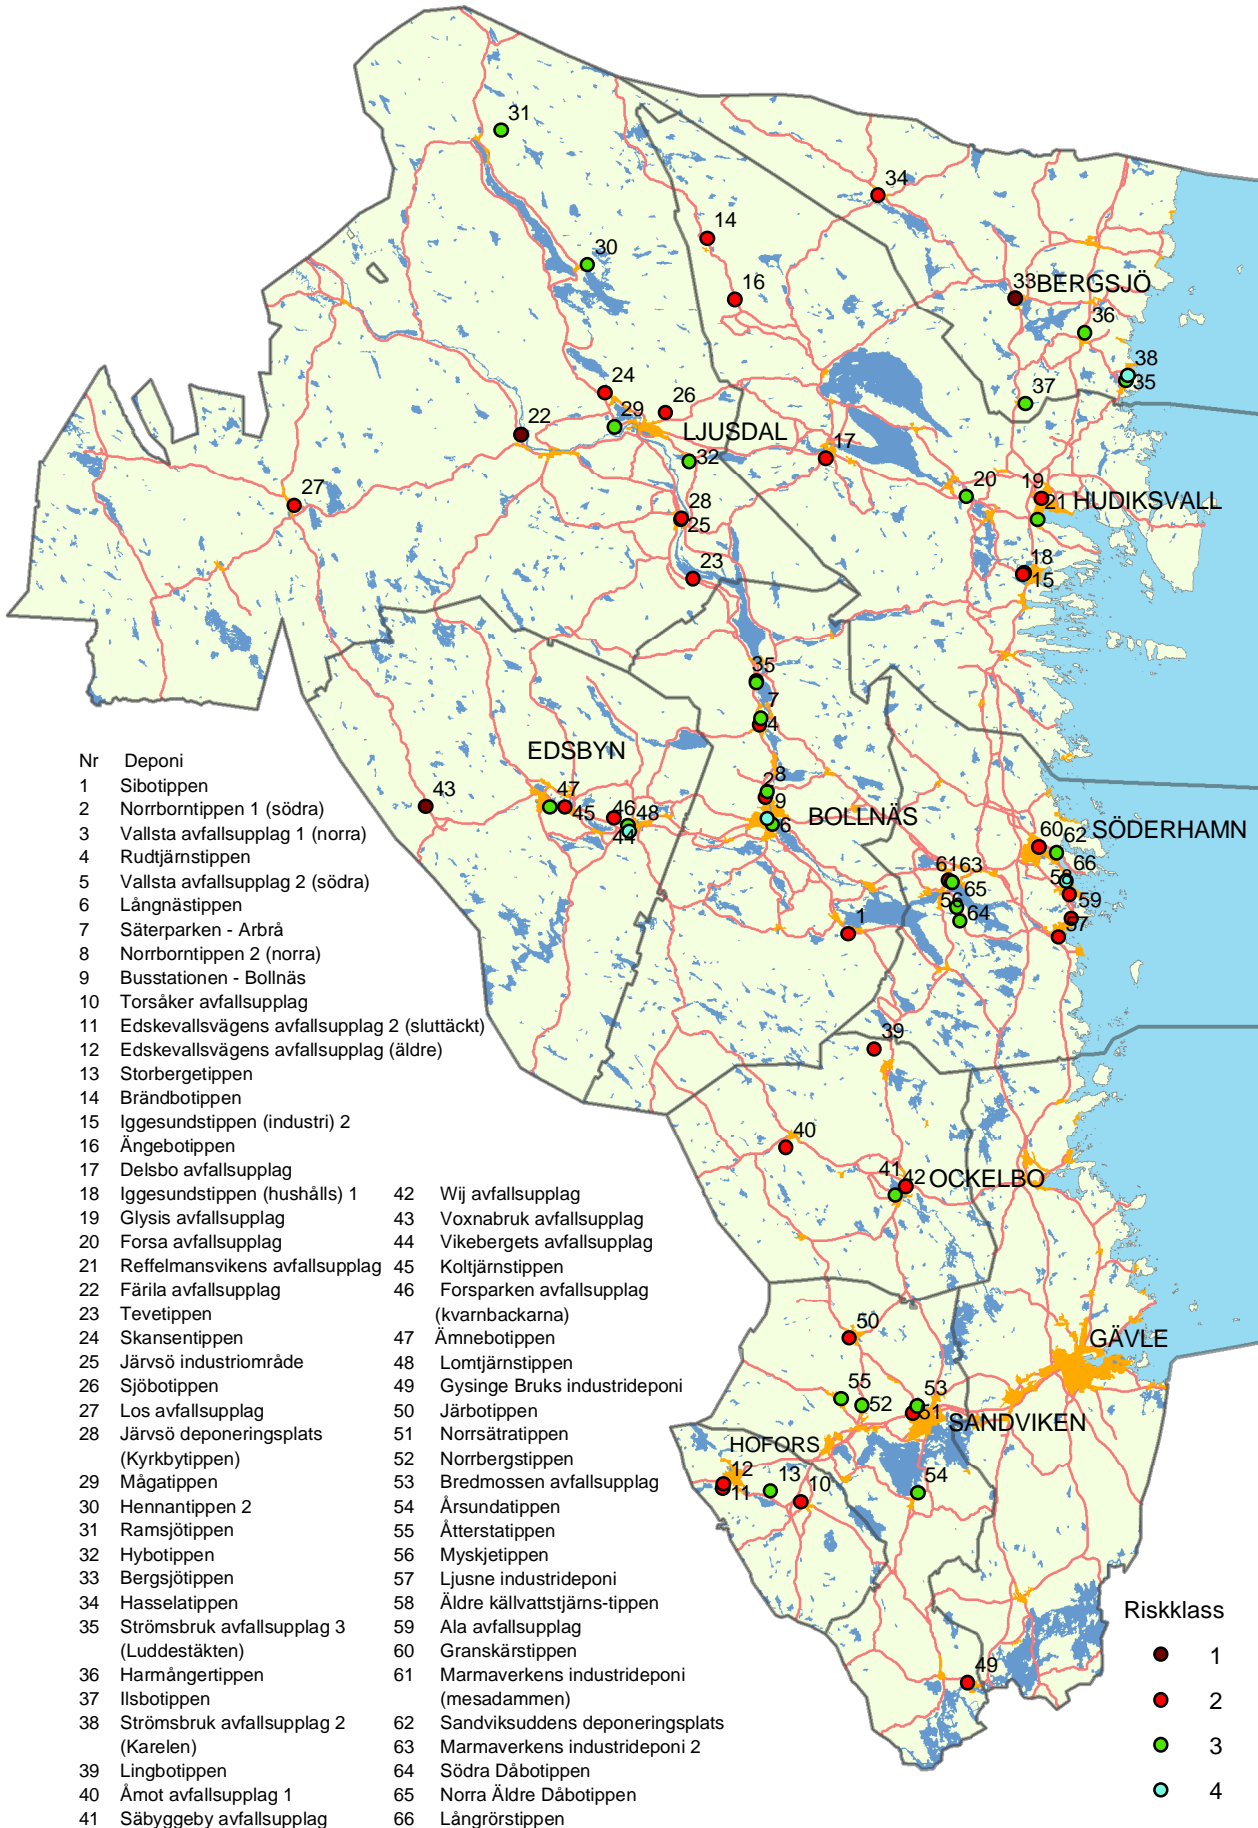 31
34
14
30
16
33
BERGSJÖ
36
38
35
24
26
37
29
22
LJUSDAL
17
32
27
20
19
21
HUDIKSVALL
28
25
18
15
23
35
7
4
EDSBYN
43
47
45
46
48
44
8
2
9
6
BOLLNÄS
60
62
SÖDERHAMN
66
58
59
57
61
63
65
56
64
1
39
40
41
42
OCKELBO
50
GÄVLE
55
52
53
51
SANDVIKEN
HOFORS
12
11
13
10
54
49
Nr Deponi
1 Sibotippen
2 Norrborntippen 1 (södra)
3 Vallsta avfallsupplag 1 (norra)
4 Rudtjärnstippen
5 Vallsta avfallsupplag 2 (södra)
6 Långnästippen
7 Säterparken - Arbrå
8 Norrborntippen 2 (norra)
9 Busstationen - Bollnäs
10 Torsåker avfallsupplag
11 Edskevallsvägens avfallsupplag 2 (sluttäckt)
12 Edskevallsvägens avfallsupplag (äldre)
13 Storbergetippen
14 Brändbotippen
15 Iggesundstippen (industri) 2
16 Ängebotippen
17 Delsbo avfallsupplag
18 Iggesundstippen (hushålls) 1
19 Glysis avfallsupplag
20 Forsa avfallsupplag
21 Reffelmansvikens avfallsupplag
22 Färila avfallsupplag
23 Tevetippen
24 Skansentippen
25 Järvsö industriområde
26 Sjöbotippen
27 Los avfallsupplag
28 Järvsö deponeringsplats
(Kyrkbytippen)
29 Mågatippen
30 Hennantippen 2
31 Ramsjötippen
32 Hybotippen
33 Bergsjötippen
34 Hasselatippen
35 Strömsbruk avfallsupplag 3
(Luddestäkten)
36 Harmångertippen
37 Ilsbotippen
38 Strömsbruk avfallsupplag 2
(Karelen)
39 Lingbotippen
40 Åmot avfallsupplag 1
41 Säbyggeby avfallsupplag
42 Wij avfallsupplag
43 Voxnabruk avfallsupplag
44 Vikebergets avfallsupplag
45 Koltjärnstippen
46 Forsparken avfallsupplag
(kvarnbackarna)
47 Ämnebotippen
48 Lomtjärnstippen
49 Gysinge Bruks industrideponi
50 Järbotippen
51 Norrsätratippen
52 Norrbergstippen
53 Bredmossen avfallsupplag
54 Årsundatippen
55 Åtterstatippen
56 Myskjetippen
57 Ljusne industrideponi
58 Äldre källvattstjärns-tippen
59 Ala avfallsupplag
60 Granskärstippen
61 Marmaverkens industrideponi
(mesadammen)
62 Sandviksuddens deponeringsplats
63 Marmaverkens industrideponi 2
64 Södra Dåbotippen
65 Norra Äldre Dåbotippen
66 Långrörstippen
Riskklass
1
2
3
4